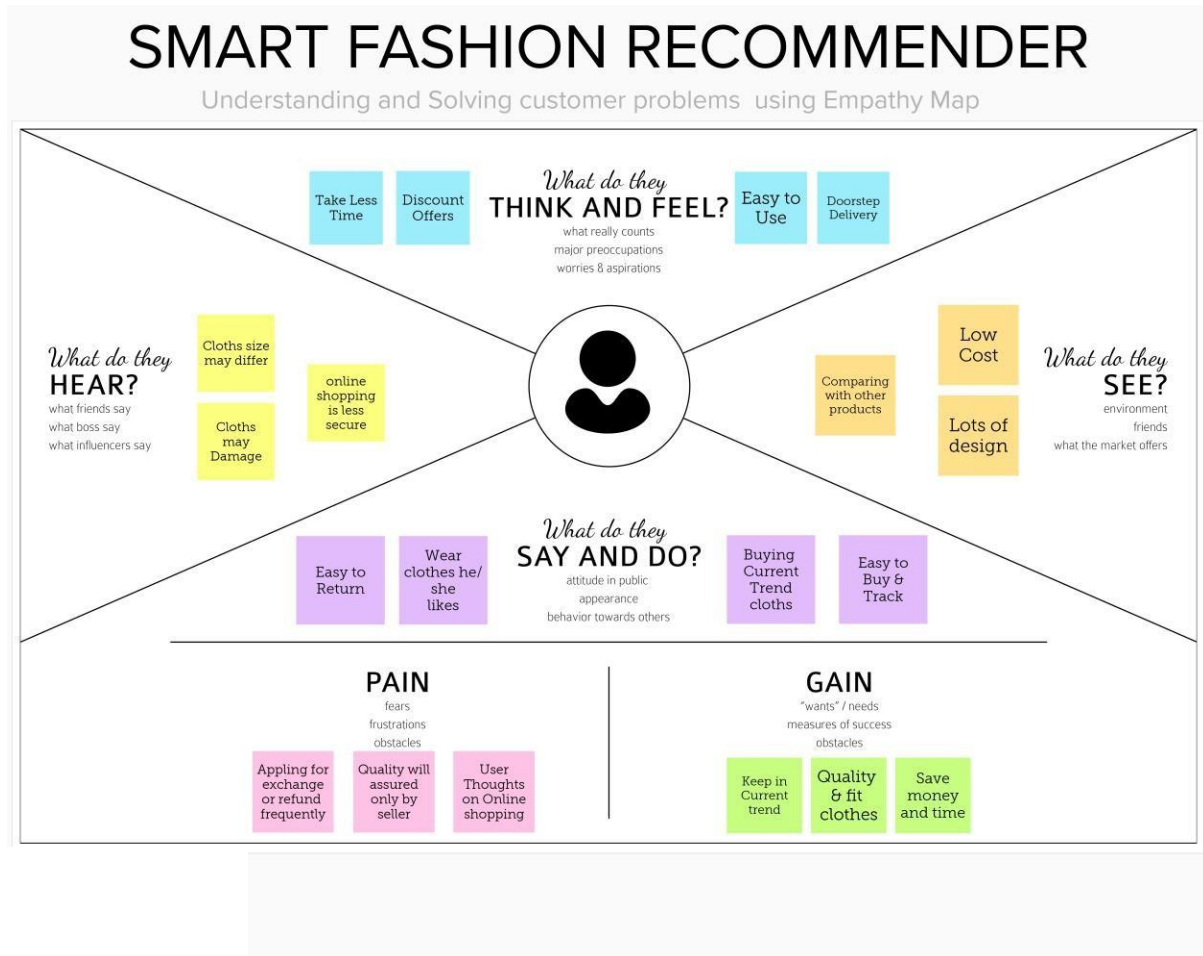 SMART FASHION RECOMMENDER
Understanding and Solving customer problems using Empathy Map
What do they
THINK AND FEEL?
what really counts
major preoccupations
worries & aspirations
Take Less
Time
Discount
Offers
Easy to
Use
Doorstep
Delivery
What do they
HEAR?
what friends say
what boss say
what influencers say
Cloths size
may differ
Cloths
may
Damage
online
shopping
is less
secure
Comparing
with other
products
Low
Cost
Lots of
design
What do they
SEE?
environment
friends
what the market offers
What do they
SAY AND DO?
attitude in public
appearance
behavior towards others
Easy to
Return
Wear
clothes he/
she
likes
Buying
Current
Trend
cloths
Easy to
Buy &
Track
PAIN
fears
frustrations
obstacles
Appling for
exchange
or refund
frequently
Quality will
assured
only by
seller
User
Thoughts
on Online
shopping
GAIN
"wants" / needs
measures of success
obstacles
Keep in
Current
trend
Quality
& fit
clothes
Save
money
and time